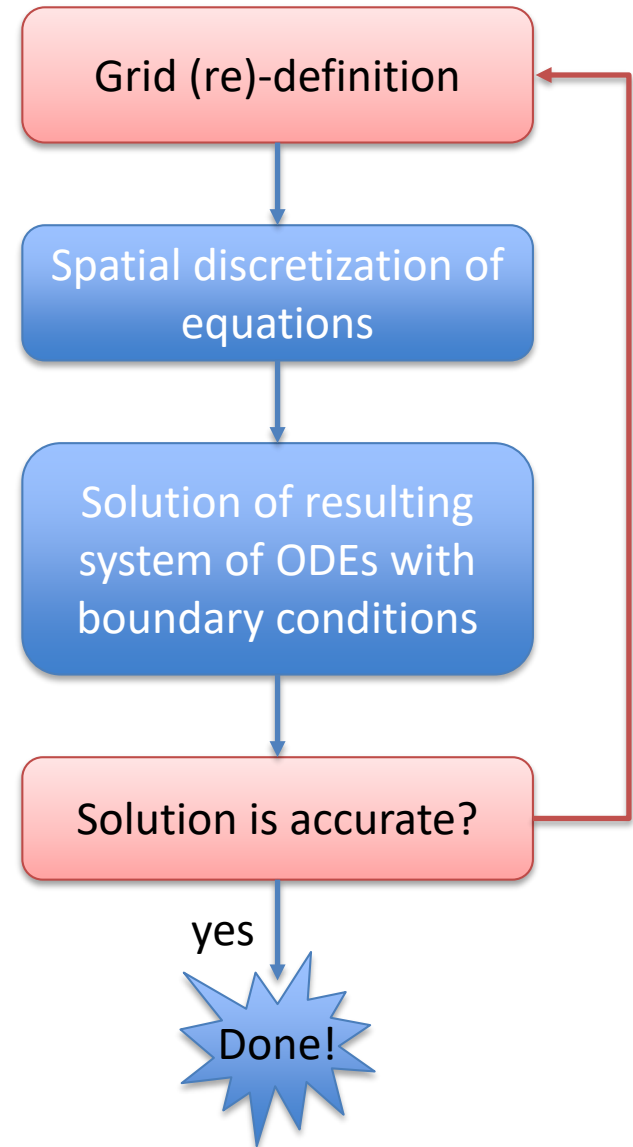 Grid (re)-definition
Spatial discretization of
equations
Solution of resulting
system of ODEs with
boundary conditions
Solution is accurate?
yes
Done!